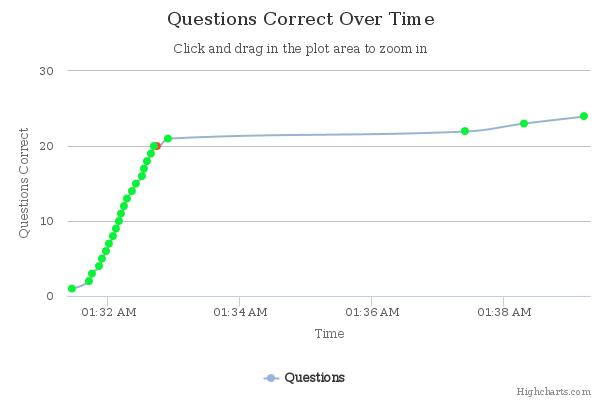 Questions Correct Over Time
Click and drag in the plot area to zoom in
Questions Correct
30
20
10
0
01:32 AM 01:34 AM 01:36 AM 01:38 AM
Time
Questions
Highcharts.com